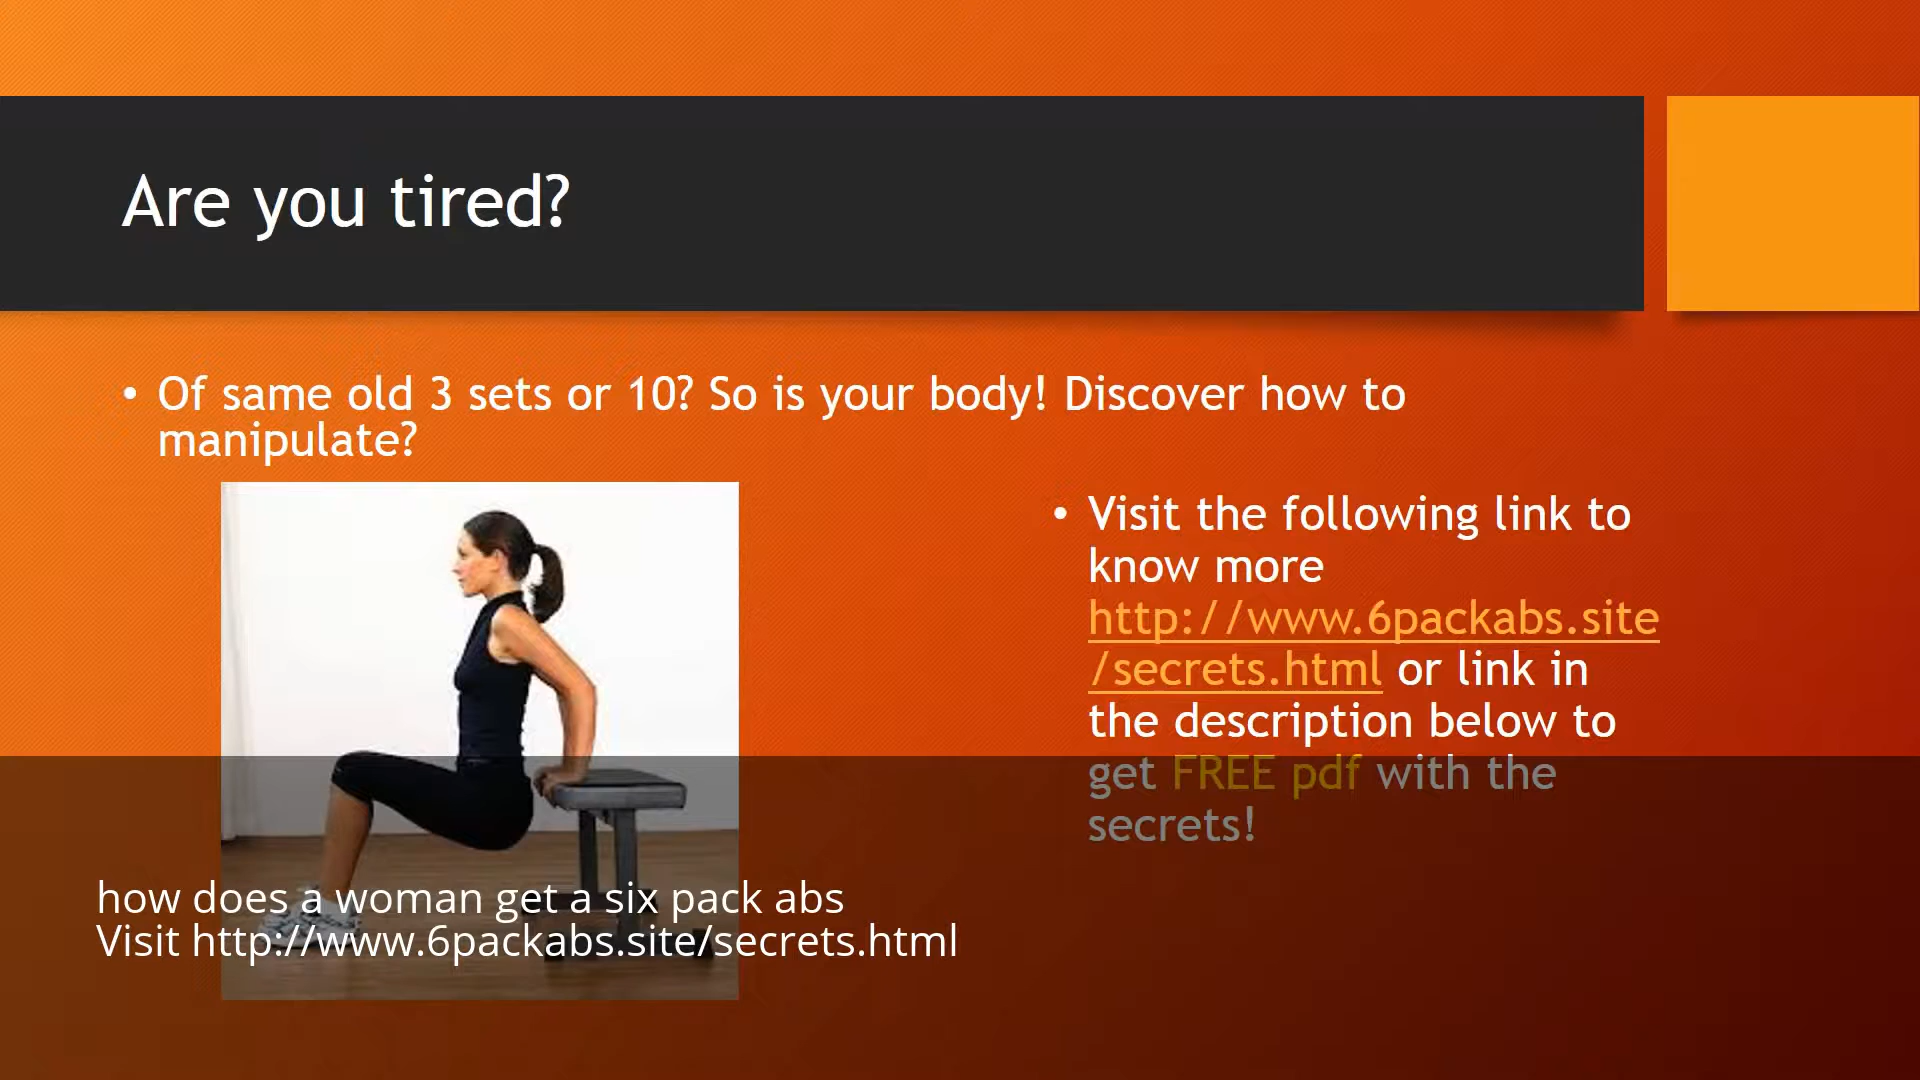 Are you tired?
• Of same old 3 sets or 10? So is your body! Discover how to
manipulate?
• Visit the following link to
know more
http://www.6packabs.site
/secrets.html or link in
the description below to
get FREE pdf with the
secrets!
how does a woman get a six pack abs
Visit http://www.6packabs.site/secrets.html